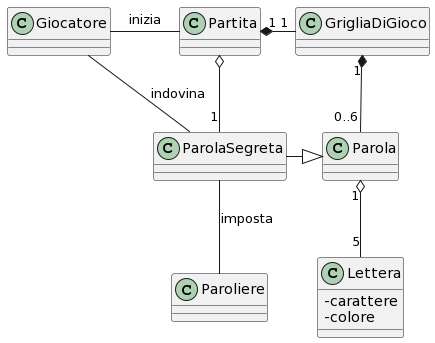 C Giocatore
inizia
C Partita
1 1
C GrigliaDiGioco
indovina
1
1
0..6
C ParolaSegreta
C Parola
imposta
1
5
C Paroliere
C Lettera
-carattere
-colore